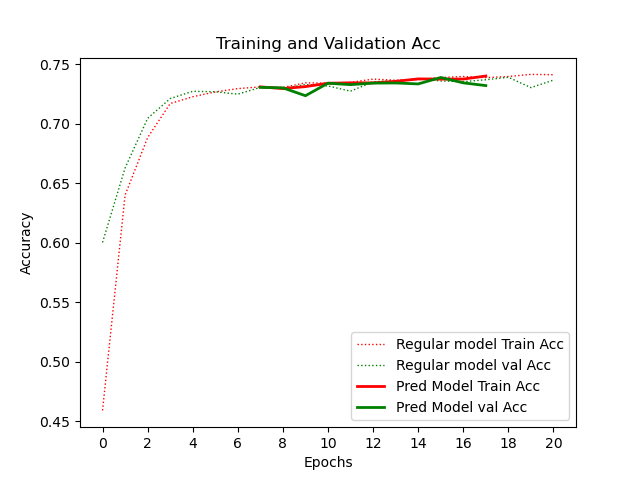 Training and Validation Acc
0.75
0.70
0.65
0.60
0.55
0.50
0.45
Accuracy
Regular model Train Acc
Regular model val Acc
Pred Model Train Acc
Pred Model val Acc
0 2 4 6 8 10 12 14 16 18 20
Epochs